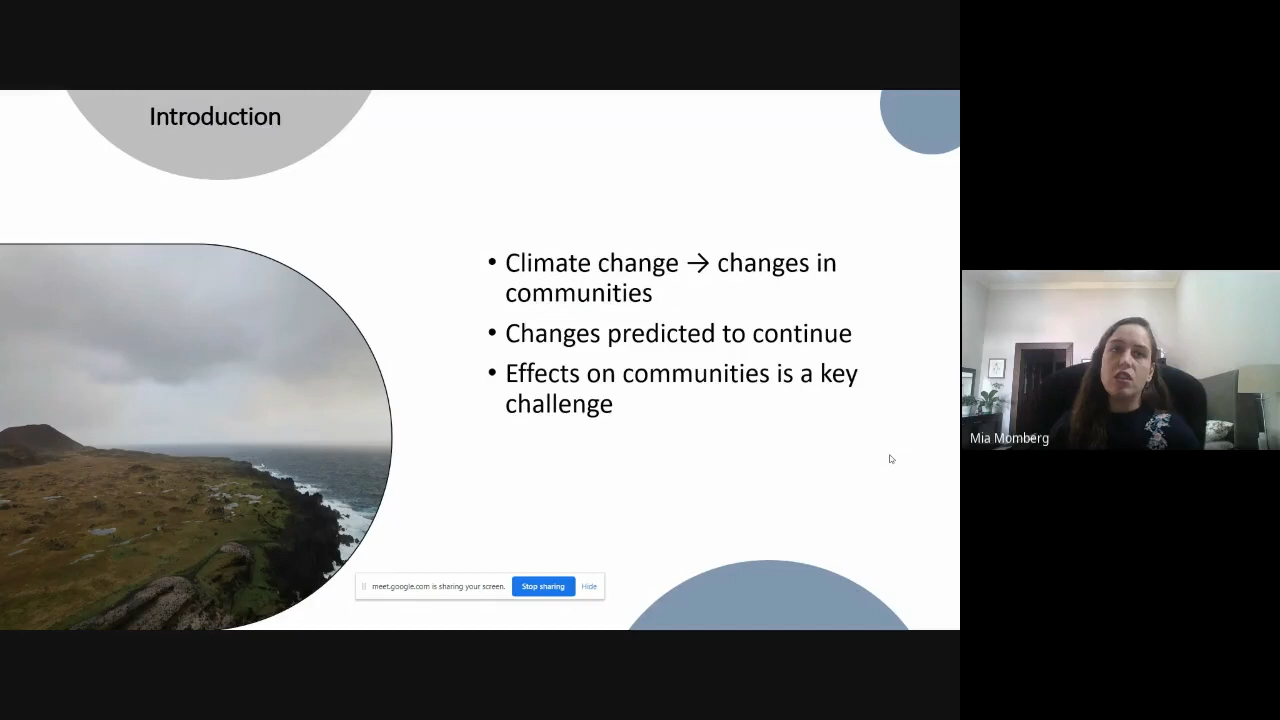 Introduction
• Climate change → changes in
communities
• Changes predicted to continue
• Effects on communities is a key
challenge
meet.google.com is sharing your screen. Stop sharing Hide
Mia Momberg